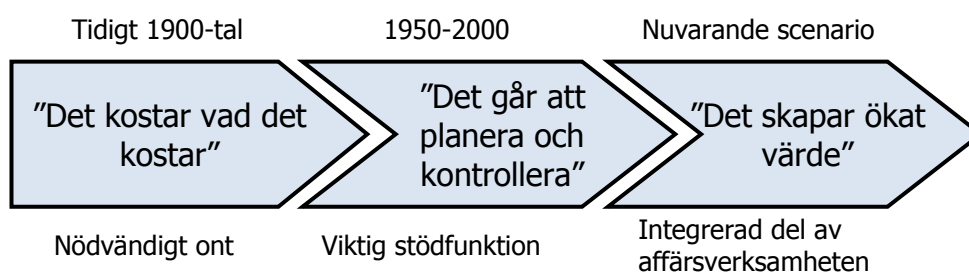 Tidigt 1900-tal
1950-2000
Nuvarande scenario
”Det kostar vad det
kostar”
”Det går att
planera och
kontrollera”
”Det skapar ökat
värde”
Nödvändigt ont
Viktig stödfunktion
Integrerad del av
affärsverksamheten